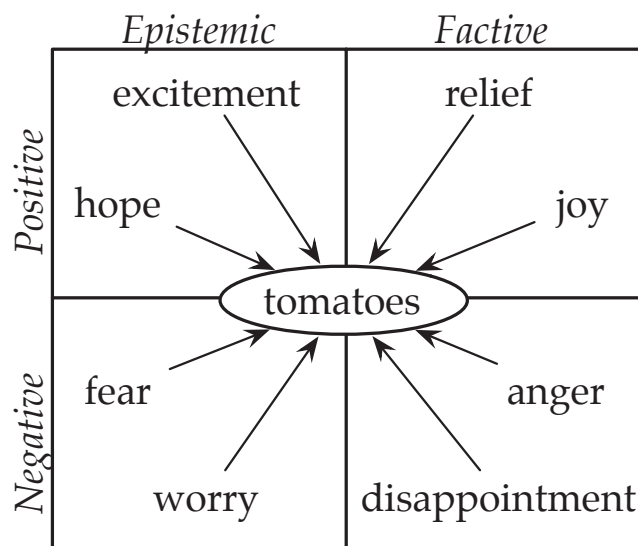 Epistemic Factive
Positive
excitement relief
hope joy
tomatoes
Negative
fear anger
worry disappointment